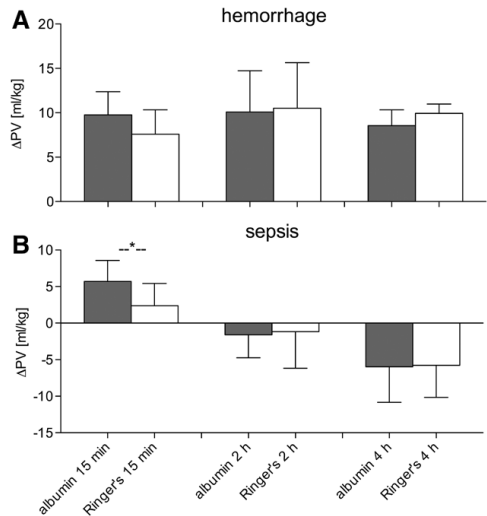 A
hemorrhage
20
15
10
5
0
ΔPV [ml/kg]
B
sepsis
10
5
0
-5
-10
-15
ΔPV [ml/kg]
--*--
albumin 15 min
Ringer's 15 min
albumin 2 h
Ringer's 2 h
albumin 4 h
Ringer's 4 h